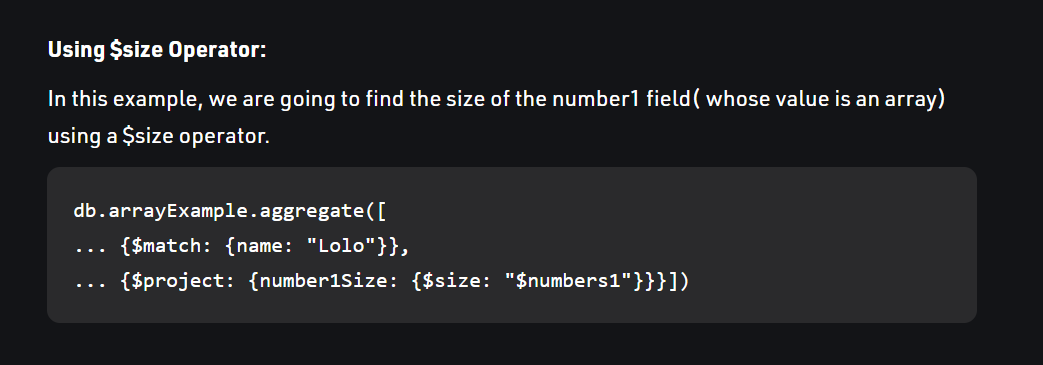 Using $size Operator:
In this example, we are going to find the size of the number1 field( whose value is an array)
using a $size operator.
db.arrayExample.aggregate([
... {$match: {name: "Lolo"}},
... {$project: {number1Size: {$size: "$numbers1"}}}])